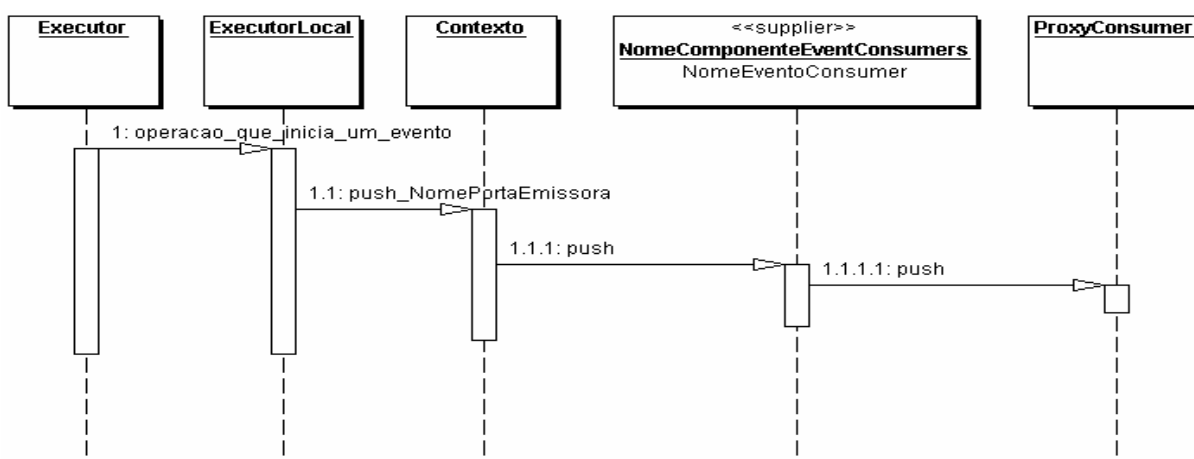 Executor
ExecutorLocal
Contexto
<<supplier>>
NomeComponenteEventConsumers
NomeEventoConsumer
ProxyConsumer
1: operacao_que_inicia_um_evento
1.1: push_NomePortaEmissora
1.1.1: push
1.1.1.1: push